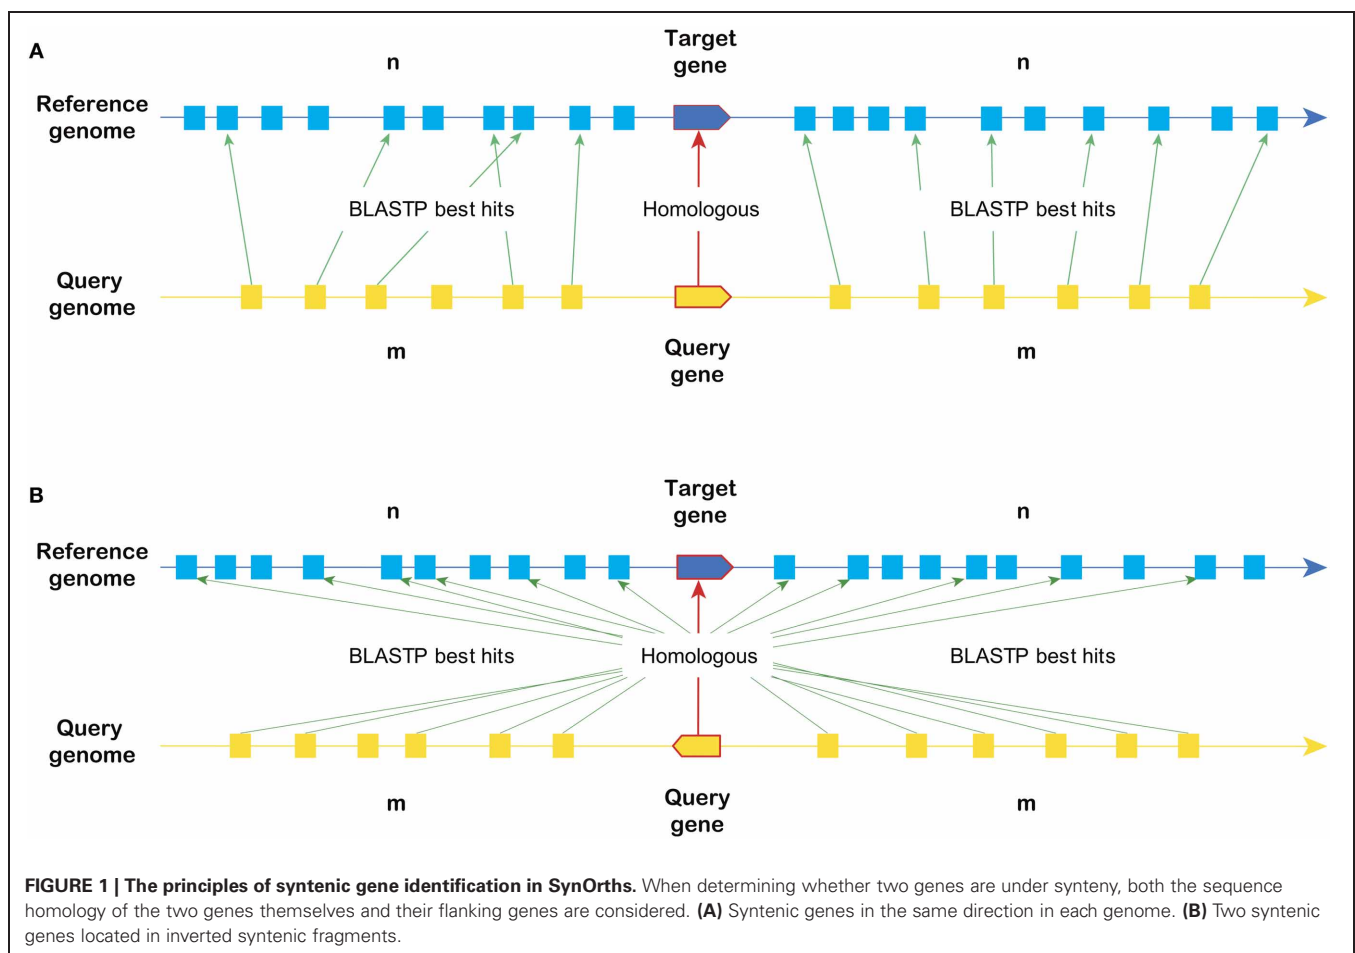 A
Target
gene
n
n
Reference
genome
BLASTP best hits
Homologous
BLASTP best hits
Query
genome
m
Query
gene
m
B
Target
gene
n
n
Reference
genome
BLASTP best hits
Homologous
BLASTP best hits
Query
genome
m
Query
gene
m
FIGURE 1 | The principles of syntenic gene identification in SynOrths. When determining whether two genes are under synteny, both the sequence
homology of the two genes themselves and their flanking genes are considered. (A) Syntenic genes in the same direction in each genome. (B) Two syntenic
genes located in inverted syntenic fragments.